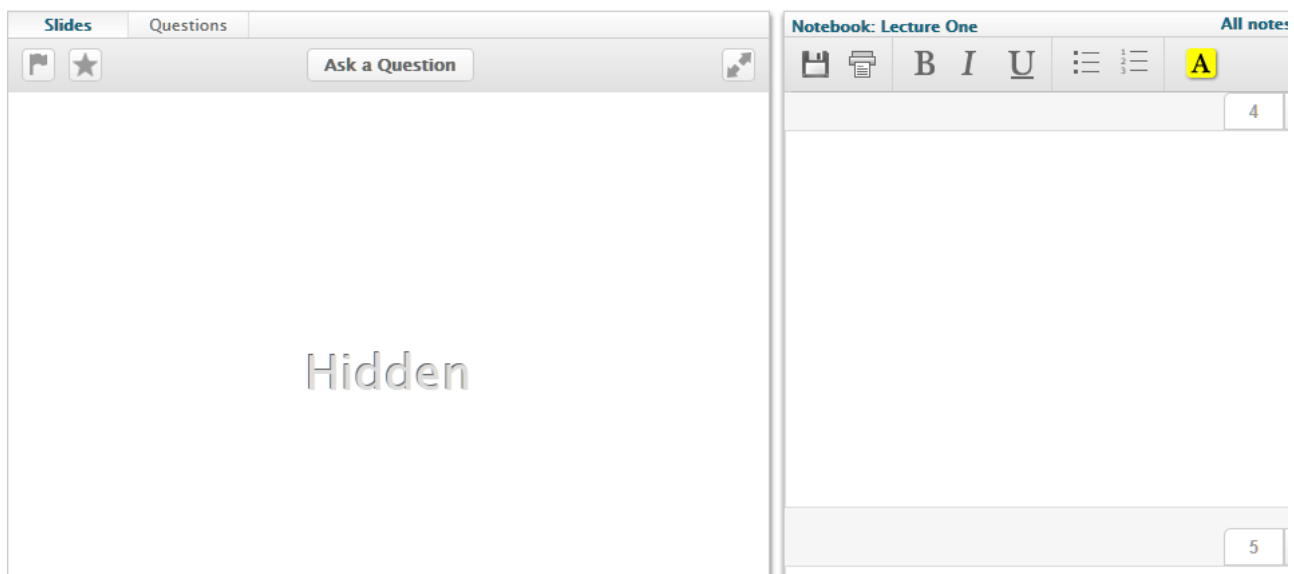 Slides Questions
Ask a Question
Hidden
Notebook: Lecture One All notes
B I U A
4
5